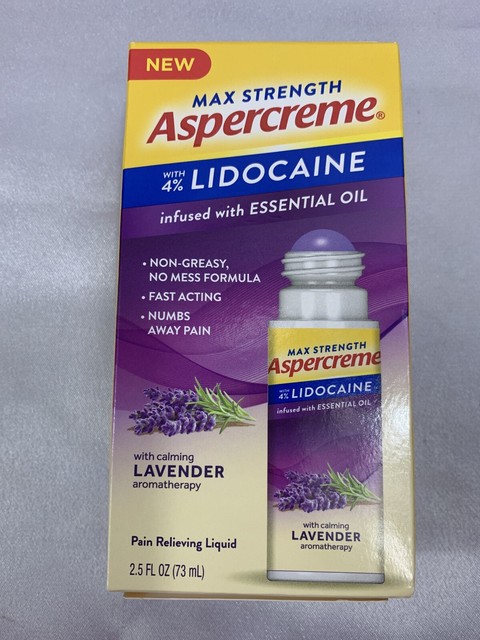 NEW
MAX STRENGTH
Aspercreme®
WITH
4% LIDOCAINE
infused with ESSENTIAL OIL
• NON-GREASY,
NO MESS FORMULA
• FAST ACTING
• NUMBS
AWAY PAIN
MAX STRENGTH
Aspercreme
WITH
4% LIDOCAINE
infused with ESSENTIAL OIL
with calming
LAVENDER
aromatherapy
with calming
LAVENDER
aromatherapy
Pain Relieving Liquid
2.5 FL OZ (73 mL)